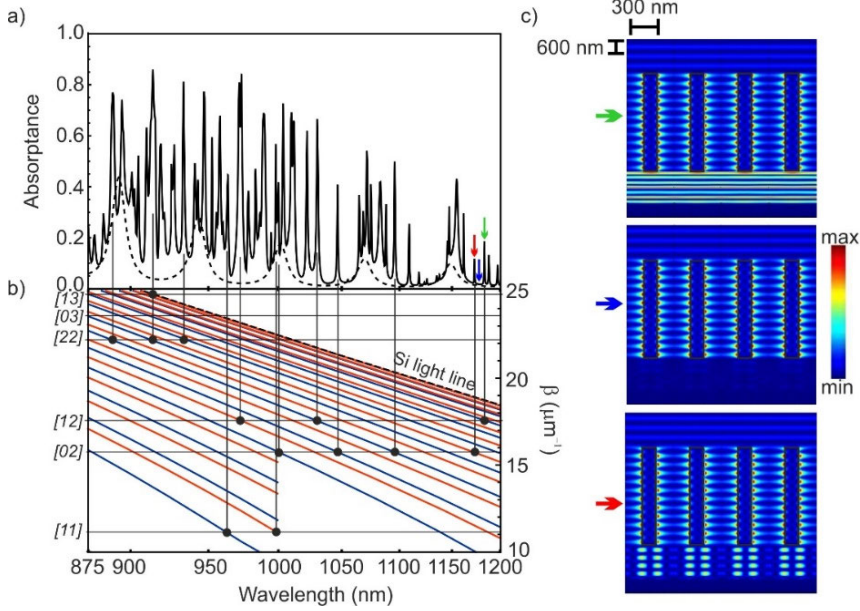 a)
1.0
0.8
0.6
0.4
0.2
0.0
Absorptance
b)
[13]
[03]
[22]
[12]
[02]
[11]
Si light line
25
20
15
10
β (µm⁻¹)
875 900 950 1000 1050 1100 1150 1200
Wavelength (nm)
c)
300 nm
600 nm
max
min